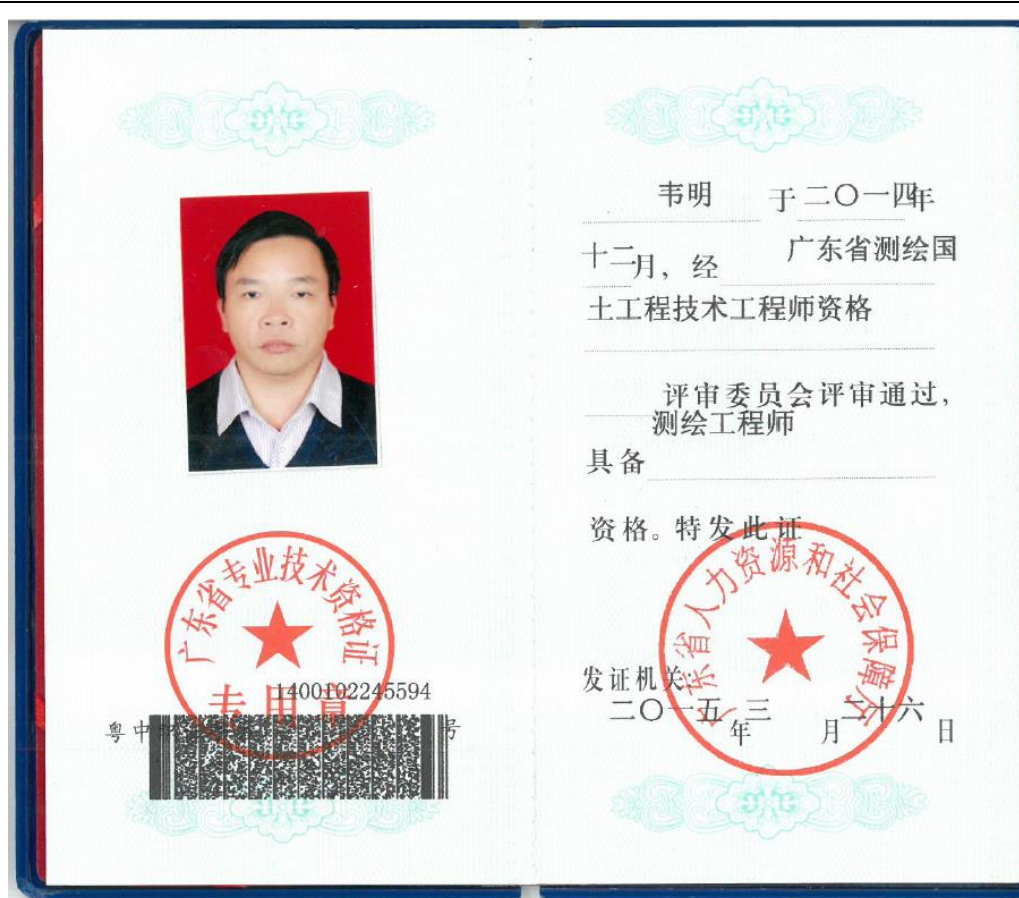 广东省专业技术资格证
专用章
1400102245594
粤中
号
韦明 于二〇一四年
十二月，经 广东省测绘国
土工程技术工程师资格
评审委员会评审通过,
测绘工程师
具备
资格。特发此证
广东省人力资源和社会保障厅
发证机关:
二〇一五年三月二十六日